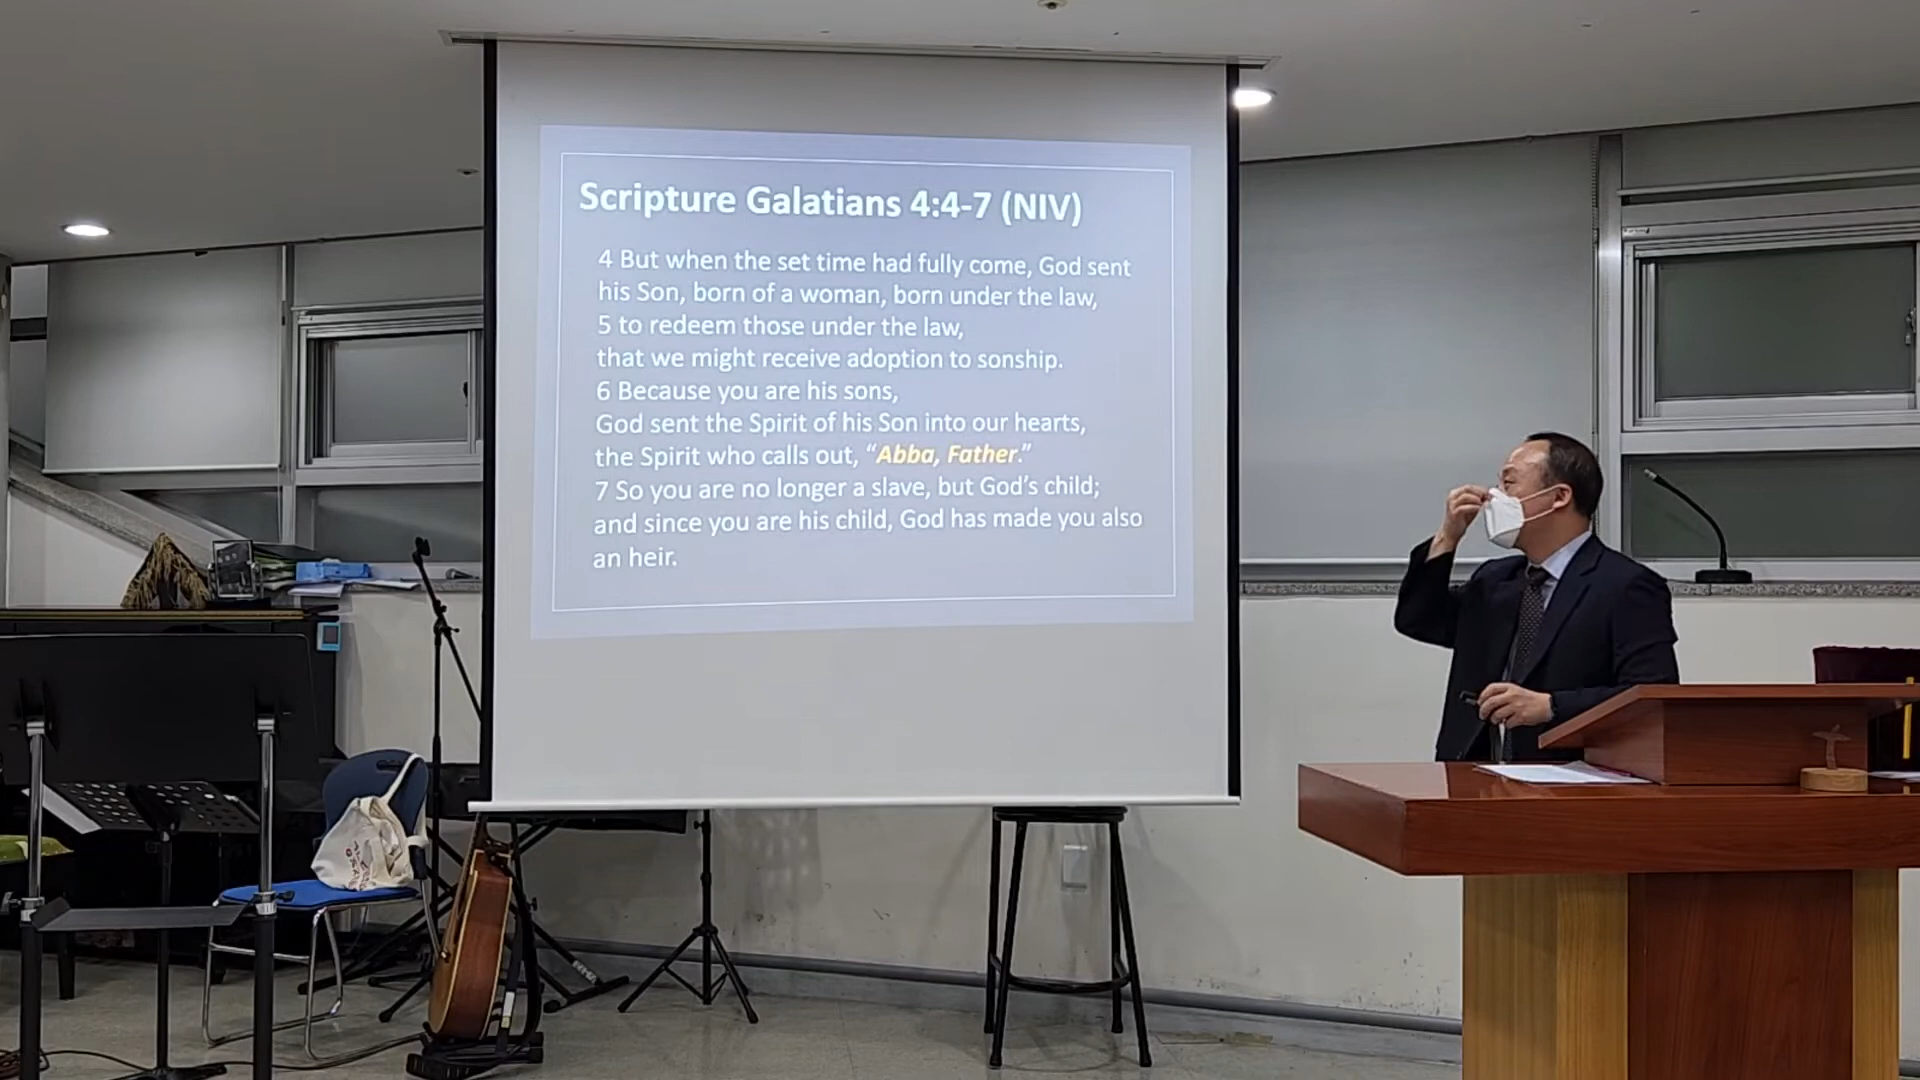 Scripture Galatians 4:4-7 (NIV)
4 But when the set time had fully come, God sent
his Son, born of a woman, born under the law,
5 to redeem those under the law,
that we might receive adoption to sonship.
6 Because you are his sons,
God sent the Spirit of his Son into our hearts,
the Spirit who calls out, “Abba, Father.”
7 So you are no longer a slave, but God’s child;
and since you are his child, God has made you also
an heir.